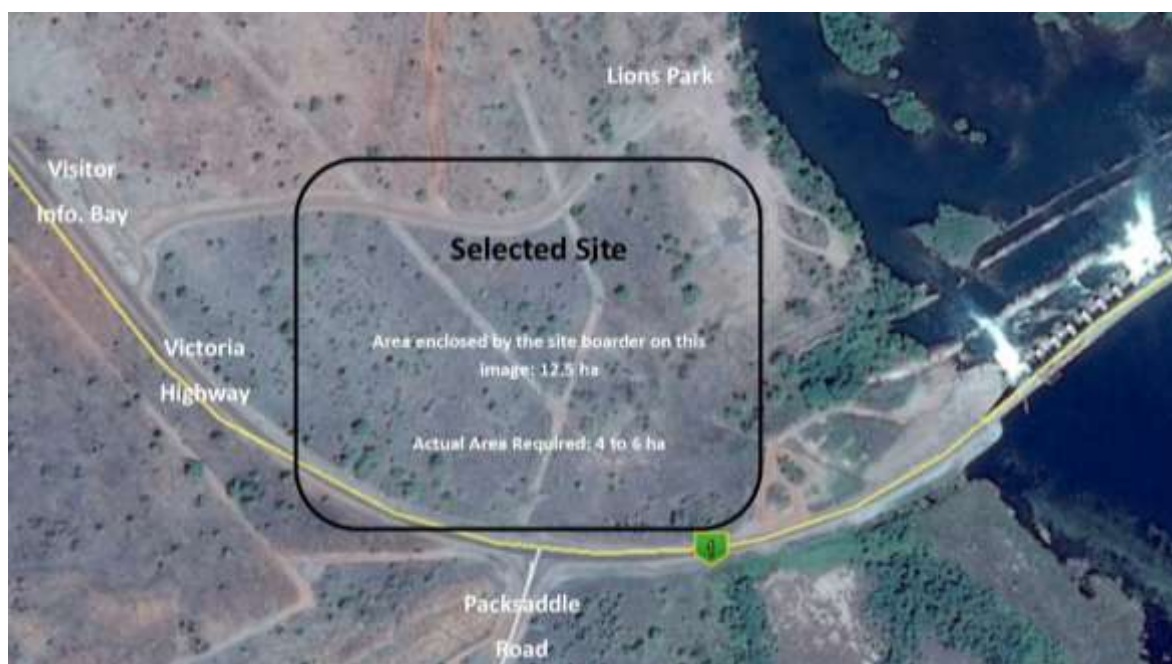 Lions Park
Visitor
Info. Bay
Selected Site
Area enclosed by the site boarder on this
image: 12.5 ha
Victoria
Highway
Actual Area Required: 4 to 6 ha
1
Packsaddle
Road